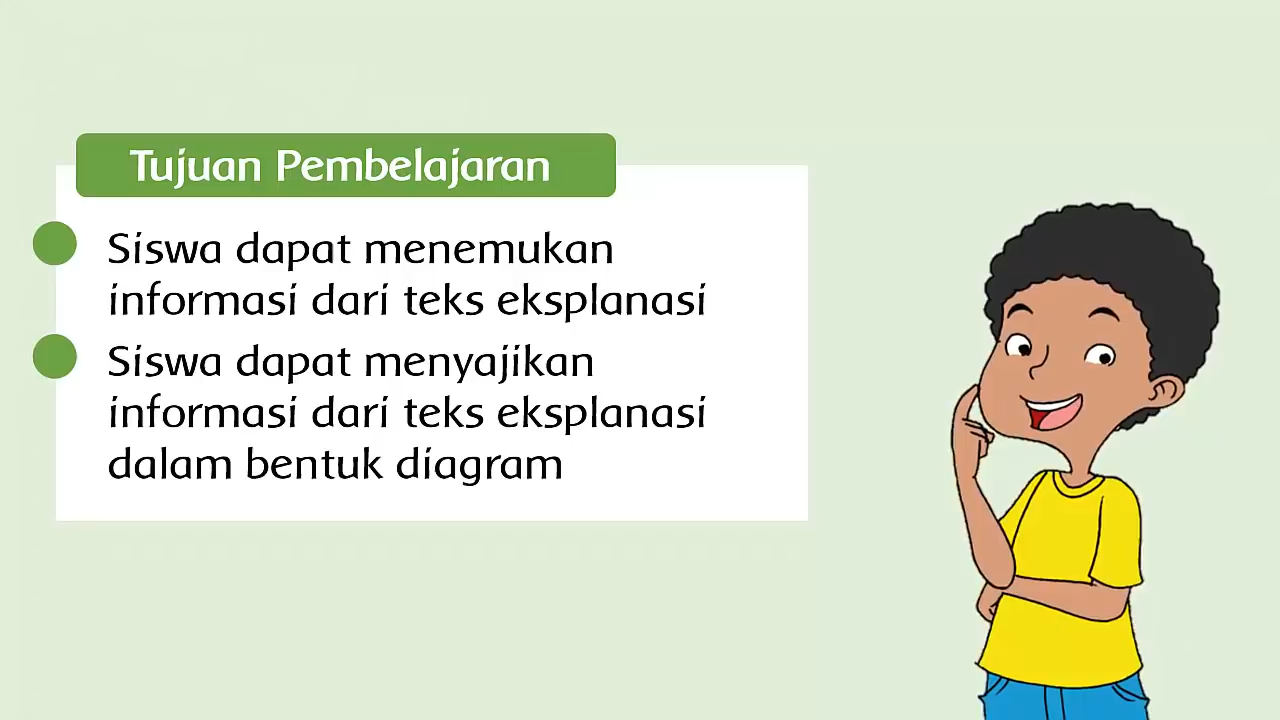 Tujuan Pembelajaran
Siswa dapat menemukan
informasi dari teks eksplanasi
Siswa dapat menyajikan
informasi dari teks eksplanasi
dalam bentuk diagram